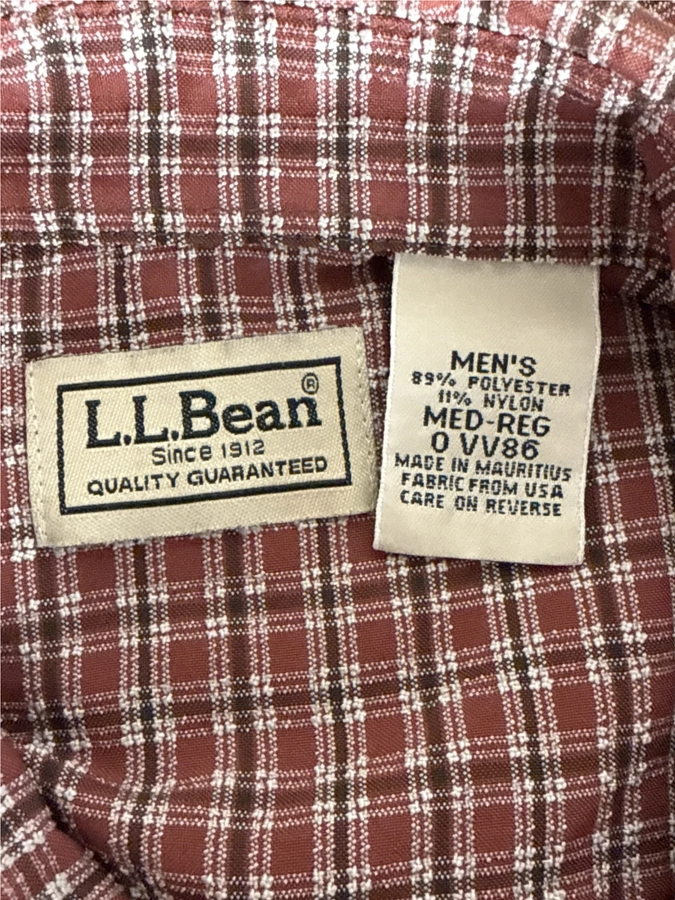 L.L.Bean®
Since 1912
QUALITY GUARANTEED
MEN'S
89% POLYESTER
11% NYLON
MED-REG
0 VV86
MADE IN MAURITIUS
FABRIC FROM USA
CARE ON REVERSE